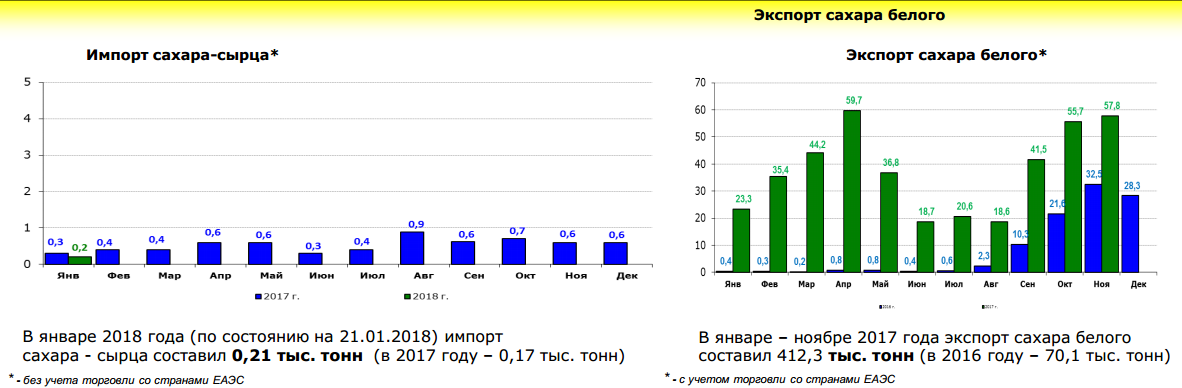 Экспорт сахара белого
Импорт сахара-сырца*
5
4
3
2
1
0
0,3 0,2 0,4 0,4 0,6 0,6 0,3 0,4 0,9 0,6 0,7 0,6 0,6
Янв Фев Мар Апр Май Июн Июл Авг Сен Окт Ноя Дек
2017 г. 2018 г.
В январе 2018 года (по состоянию на 21.01.2018) импорт
сахара - сырца составил 0,21 тыс. тонн (в 2017 году – 0,17 тыс. тонн)
* - без учета торговли со странами ЕАЭС
Экспорт сахара белого*
70
60
50
40
30
20
10
0
0,4 23,3 0,3 35,4 0,2 44,2 0,8 59,7 0,8 36,8 0,4 18,7 0,6 20,6 2,3 18,6 10,3 41,5 21,6 55,7 32,5 57,8 28,3
Янв Фев Мар Апр Май Июн Июл Авг Сен Окт Ноя Дек
2016 г. 2017 г.
В январе – ноябре 2017 года экспорт сахара белого
составил 412,3 тыс. тонн (в 2016 году – 70,1 тыс. тонн)
* - с учетом торговли со странами ЕАЭС